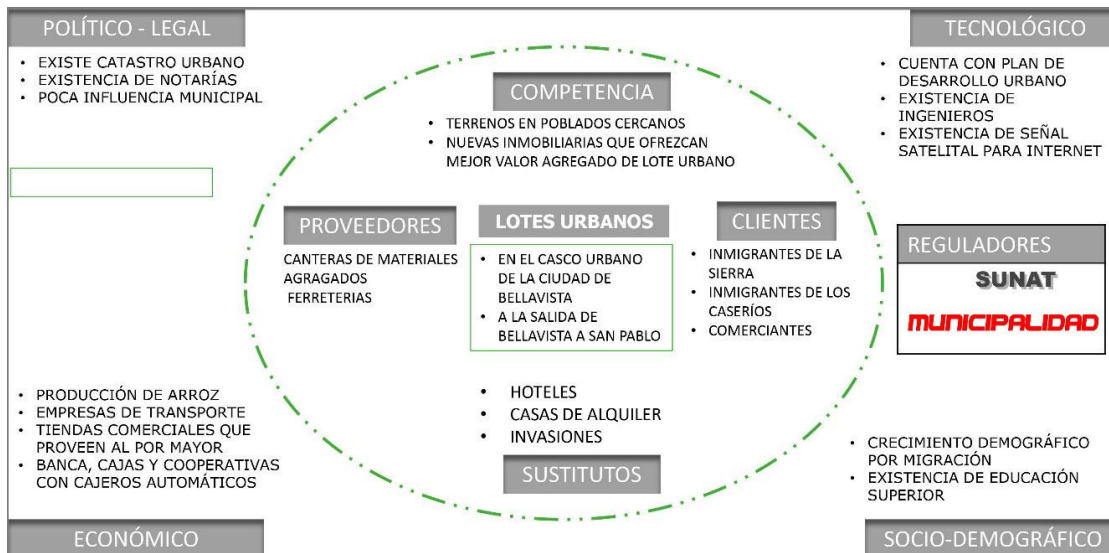 POLÍTICO - LEGAL
• EXISTE CATASTRO URBANO
• EXISTENCIA DE NOTARÍAS
• POCA INFLUENCIA MUNICIPAL
TECNOLÓGICO
• CUENTA CON PLAN DE
DESARROLLO URBANO
• EXISTENCIA DE
INGENIEROS
• EXISTENCIA DE SEÑAL
SATELITAL PARA INTERNET
COMPETENCIA
• TERRENOS EN POBLADOS CERCANOS
• NUEVAS INMOBILIARIAS QUE OFREZCAN
MEJOR VALOR AGREGADO DE LOTE URBANO
PROVEEDORES
CANTERAS DE MATERIALES
AGRAGADOS
FERRETERIAS
LOTES URBANOS
• EN EL CASCO URBANO
DE LA CIUDAD DE
BELLAVISTA
• A LA SALIDA DE
BELLAVISTA A SAN PABLO
CLIENTES
• INMIGRANTES DE LA
SIERRA
• INMIGRANTES DE LOS
CASERÍOS
• COMERCIANTES
REGULADORES
SUNAT
MUNICIPALIDAD
• HOTELES
• CASAS DE ALQUILER
• INVASIONES
SUSTITUTOS
• PRODUCCIÓN DE ARROZ
• EMPRESAS DE TRANSPORTE
• TIENDAS COMERCIALES QUE
PROVEEN AL POR MAYOR
• BANCA, CAJAS Y COOPERATIVAS
CON CAJEROS AUTOMÁTICOS
ECONÓMICO
• CRECIMIENTO DEMOGRÁFICO
POR MIGRACIÓN
• EXISTENCIA DE EDUCACIÓN
SUPERIOR
SOCIO-DEMOGRÁFICO